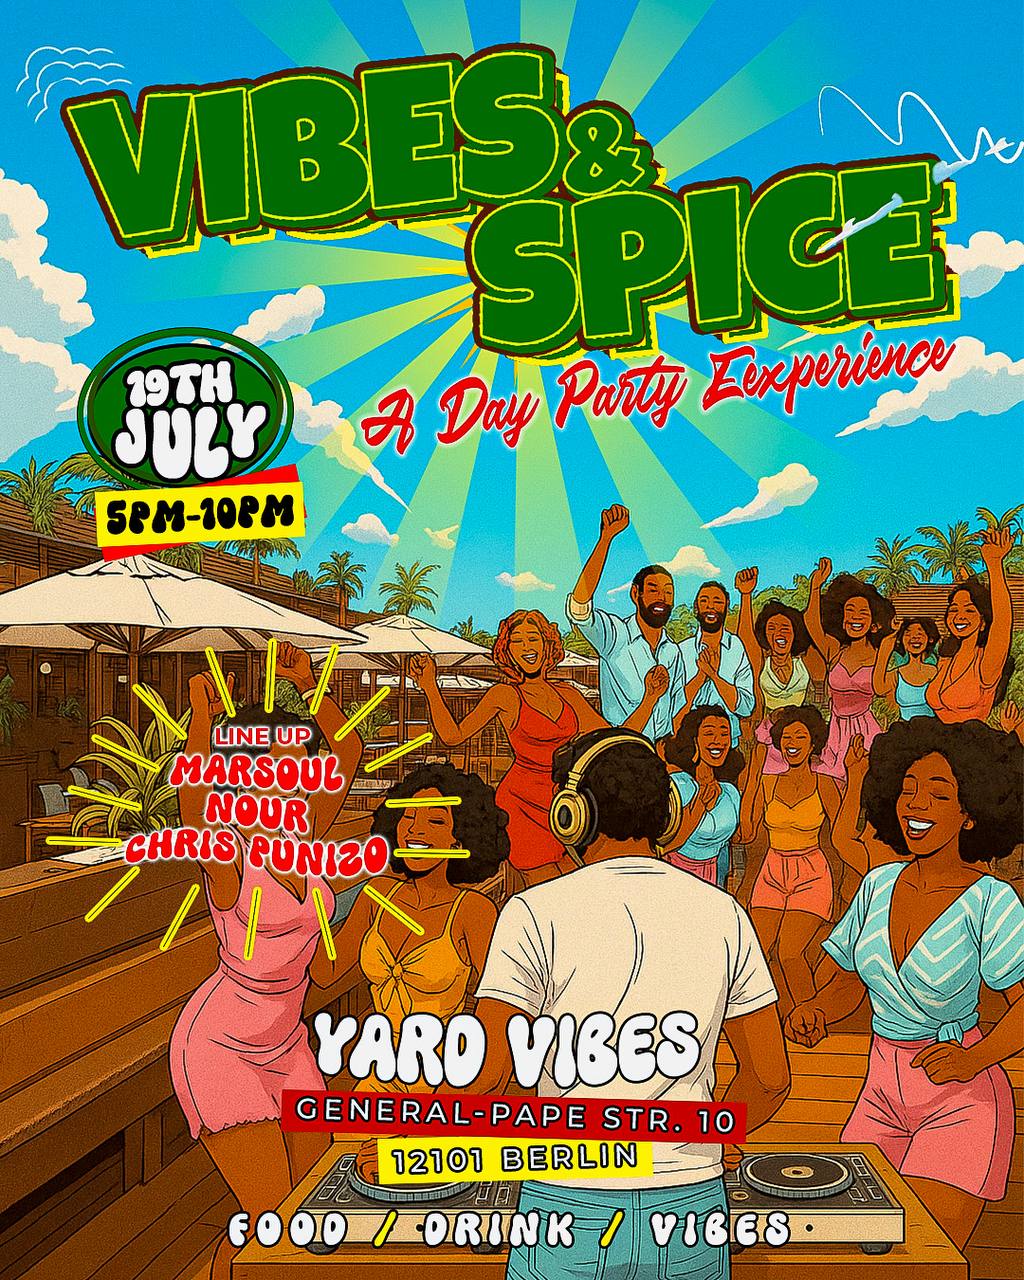 VIBES &
SPICE
A Day Party Eexperience
19TH
JULY
5PM-10PM
LINE UP
MARSOUL
NOUR
CHRIS PUNIZO
YARD VIBES
GENERAL-PAPE STR. 10
12101 BERLIN
FOOD / DRINK / VIBES